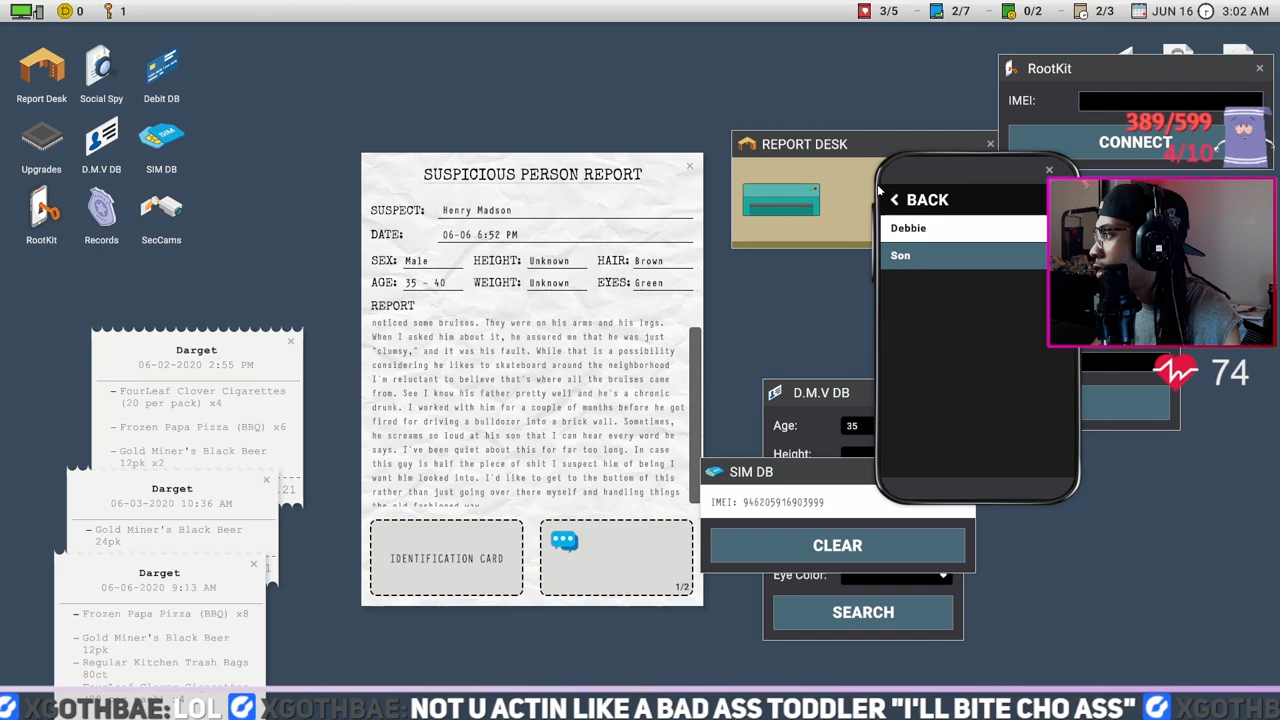 0
1
3/5
2/7
0/2
2/3
JUN 16
3:02 AM
Report Desk
Social Spy
Debit DB
Upgrades
D.M.V DB
SIM DB
RootKit
Records
SecCams
Darget
06-02-2020 2:55 PM
— FourLeaf Clover Cigarettes
(20 per pack) x4
— Frozen Papa Pizza (BBQ) x6
— Gold Miner's Black Beer
12pk x2
21
Darget
06-03-2020 10:36 AM
— Gold Miner's Black Beer
24pk
Darget
06-06-2020 9:13 AM
— Frozen Papa Pizza (BBQ) x8
— Gold Miner's Black Beer
12pk
— Regular Kitchen Trash Bags
80ct
SUSPICIOUS PERSON REPORT
SUSPECT: Henry Madson
DATE: 06-06 6:52 PM
SEX: Male HEIGHT: Unknown HAIR: Brown
AGE: 35 - 40 WEIGHT: Unknown EYES: Green
REPORT
noticed some bruises. They were on his arms and his legs.
When I asked him about it, he assured me that he was just
"clumsy," and it was his fault. While that is a possibility
considering he likes to skateboard around the neighborhood
I'm reluctant to believe that's where all the bruises came
from. See I know his father pretty well and he's a chronic
drunk. I worked with him for a couple of months before he got
fired for driving a bulldozer into a brick wall. Sometimes,
he screams so loud at his son that I can hear every word he
says. I've been quiet about this for far too long. In case
this guy is half the piece of shit I suspect him of being I
want him looked into. I'd like to get to the bottom of this
rather than just going over there myself and handling things
the old fashioned way.
IDENTIFICATION CARD
1/2
REPORT DESK
D.M.V DB
Age: 35
Height:
Eye Color:
SEARCH
SIM DB
IMEI: 946205916903999
CLEAR
BACK
Debbie
Son
RootKit
IMEI:
CONNECT
389/599
4/10
74
XGOTHBAE: LOL XGOTHBAE: NOT U ACTIN LIKE A BAD ASS TODDLER "I'LL BITE CHO ASS"